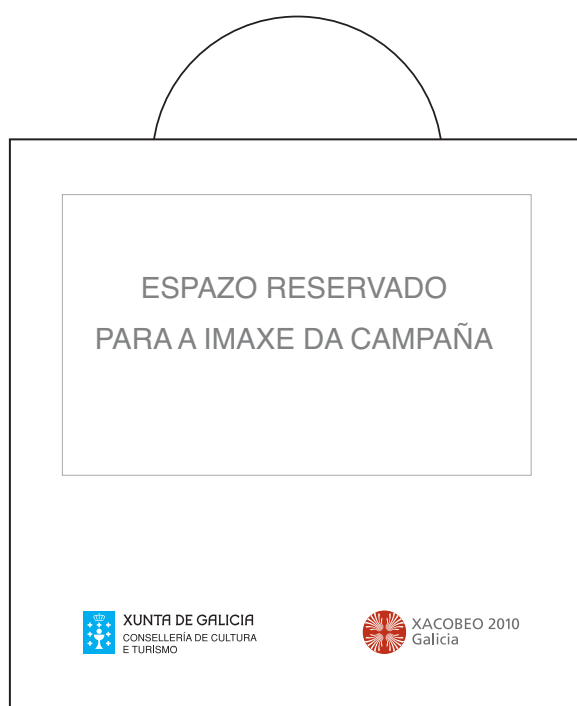 ESPAZO RESERVADO
PARA A IMAXE DA CAMPAÑA
XUNTA DE GALICIA
CONSELLERÍA DE CULTURA
E TURISMO
XACOBEO 2010
Galicia